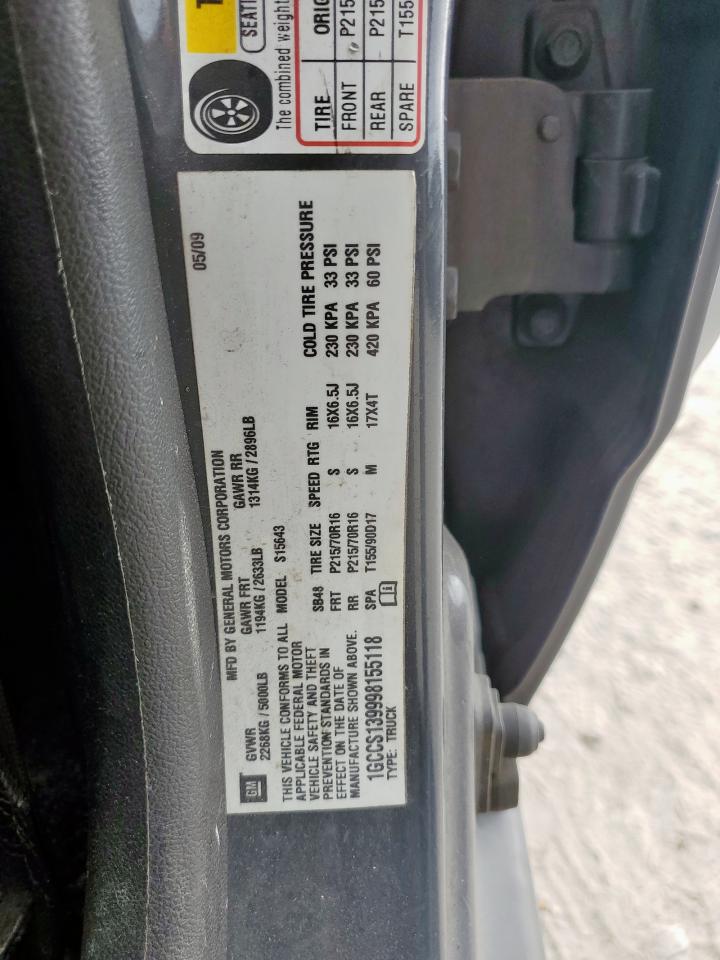 T
SEATI
The combined weight
TIRE ORIG
FRONT P215
REAR P215
SPARE T155
05/09
MFD BY GENERAL MOTORS CORPORATION
GM GVWR GAWR FRT GAWR RR
2268KG / 5000LB 1194KG / 2633LB 1314KG / 2896LB
THIS VEHICLE CONFORMS TO ALL MODEL S15643
APPLICABLE FEDERAL MOTOR
VEHICLE SAFETY AND THEFT
PREVENTION STANDARDS IN
EFFECT ON THE DATE OF
MANUFACTURE SHOWN ABOVE.
1GCCS139998155118
TYPE: TRUCK
SB48 TIRE SIZE SPEED RTG RIM COLD TIRE PRESSURE
FRT P215/70R16 S 16X6.5J 230 KPA 33 PSI
RR P215/70R16 S 16X6.5J 230 KPA 33 PSI
SPA T155/90D17 M 17X4T 420 KPA 60 PSI